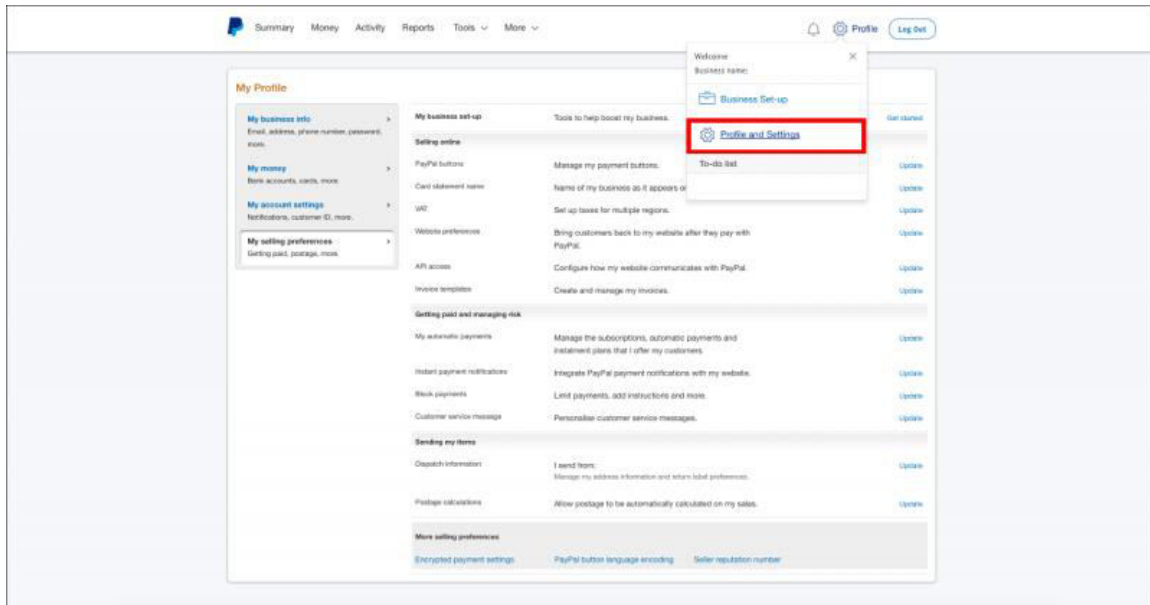 Summary Money Activity Reports Tools More Profile Log Out
Welcome
Business name:
Business Set-up
Profile and Settings
To-do list
My Profile
My business info
Email, address, phone number, password, more.
My money
Bank accounts, cards, more.
My account settings
Notifications, customer ID, more.
My selling preferences
Getting paid, postage, more.
My business set-up Tools to help boost my business. Get started
Selling online
PayPal buttons Manage my payment buttons. Update
Card statement name Name of my business as it appears Update
VAT Set up taxes for multiple regions. Update
Website preferences Bring customers back to my website after they pay with
PayPal. Update
API access Configure how my website communicates with PayPal. Update
Invoice templates Create and manage my invoices. Update
Getting paid and managing risk
My automatic payments Manage the subscriptions, automatic payments and
instalment plans that I offer my customers. Update
Instant payment notifications Integrate PayPal payment notifications with my website. Update
Block payments Limit payments, add instructions and more. Update
Customer service message Personalise customer service messages. Update
Sending my items
Dispatch information I send from: Update
Manage my address information and return label preferences.
Postage calculations Allow postage to be automatically calculated on my sales. Update
More selling preferences
Encrypted payment settings PayPal button language encoding Seller reputation number